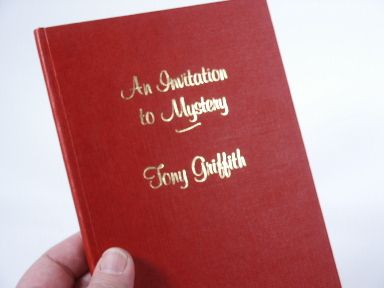 An Invitation
to Mystery
Tony Griffith